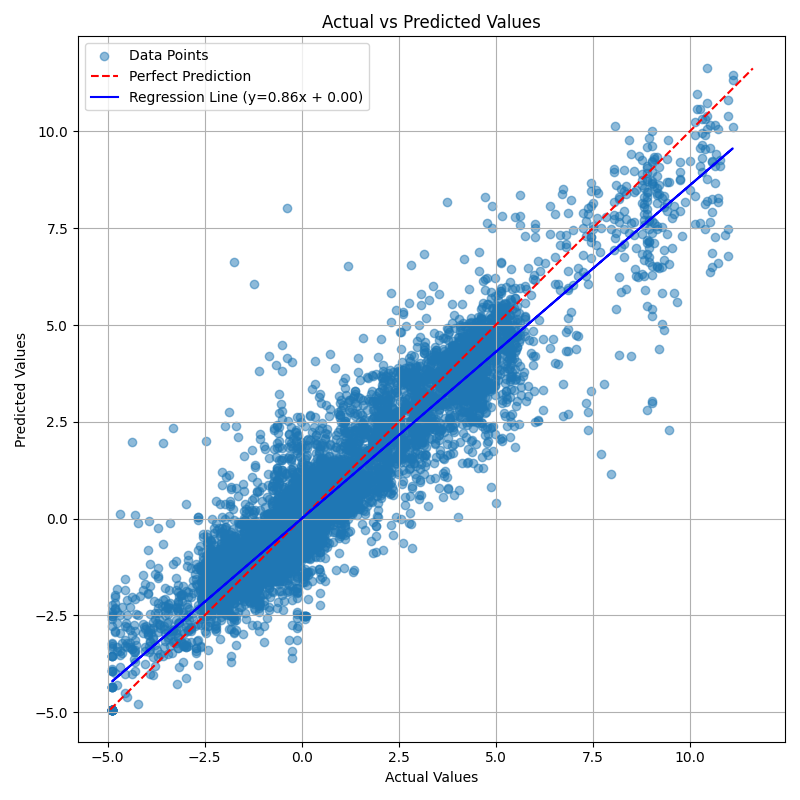 Actual vs Predicted Values
Data Points
Perfect Prediction
Regression Line (y=0.86x + 0.00)
Predicted Values
10.0
7.5
5.0
2.5
0.0
−2.5
−5.0
−5.0 −2.5 0.0 2.5 5.0 7.5 10.0
Actual Values